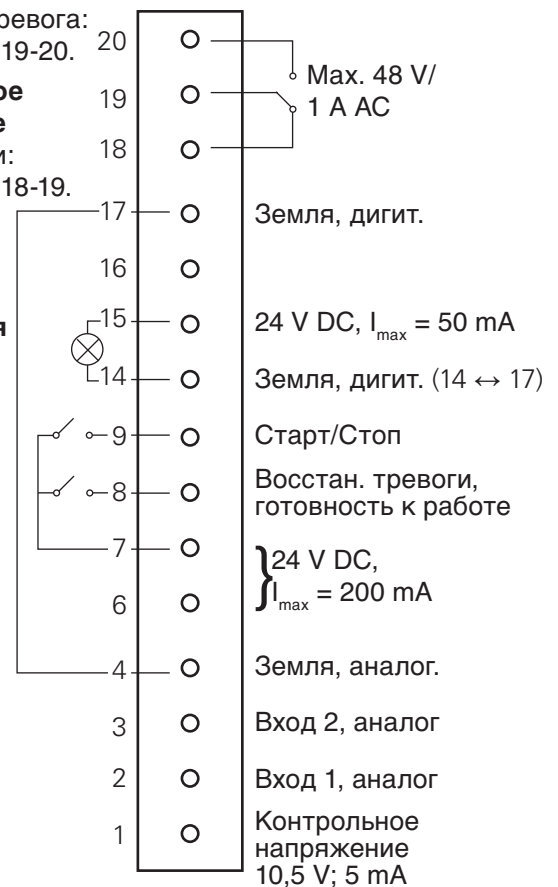 ревога:
19-20.
ое
е
и:
18-19.
я
20
19
18
17
16
15
14
9
8
7
6
4
3
2
1
Max. 48 V/
1 A AC
Земля, дигит.
24 V DC, Imax = 50 mA
Земля, дигит. (14 ↔ 17)
Старт/Стоп
Восстан. тревоги,
готовность к работе
24 V DC,
Imax = 200 mA
Земля, аналог.
Вход 2, аналог
Вход 1, аналог
Контрольное
напряжение
10,5 V; 5 mA